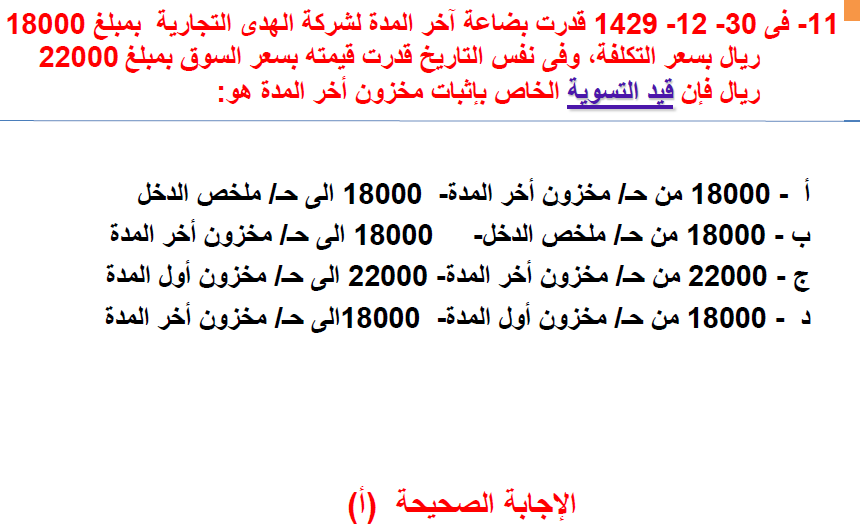 11- فى 30- 12- 1429 قدرت بضاعة آخر المدة لشركة الهدى التجارية بمبلغ 18000
ريال بسعر التكلفة، وفى نفس التاريخ قدرت قيمته بسعر السوق بمبلغ 22000
ريال فإن قيد التسوية الخاص بإثبات مخزون أخر المدة هو:
أ - 18000 من حـ/ مخزون أخر المدة- 18000 الى حـ/ ملخص الدخل
ب - 18000 من حـ/ ملخص الدخل- 18000 الى حـ/ مخزون أخر المدة
ج - 22000 من حـ/ مخزون أخر المدة- 22000 الى حـ/ مخزون أول المدة
د - 18000 من حـ/ مخزون أول المدة- 18000الى حـ/ مخزون أخر المدة
الإجابة الصحيحة (أ)